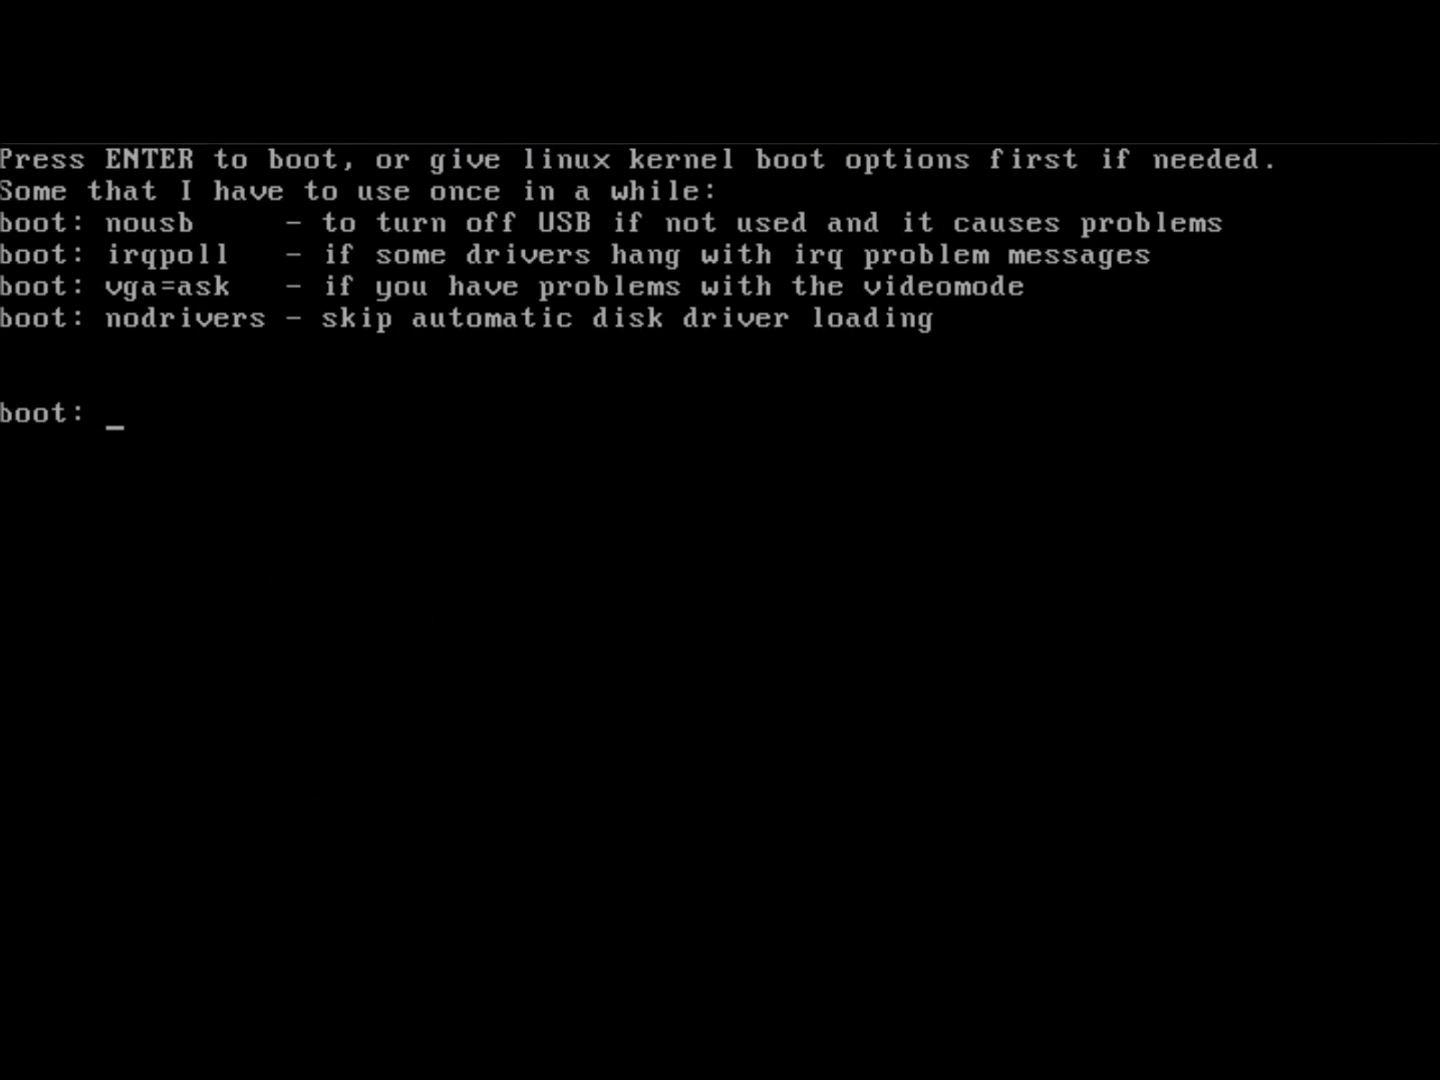 Press ENTER to boot, or give linux kernel boot options first if needed.
Some that I have to use once in a while:
boot: nousb     - to turn off USB if not used and it causes problems
boot: irqpoll   - if some drivers hang with irq problem messages
boot: vga=ask   - if you have problems with the videomode
boot: nodrivers - skip automatic disk driver loading
boot: _